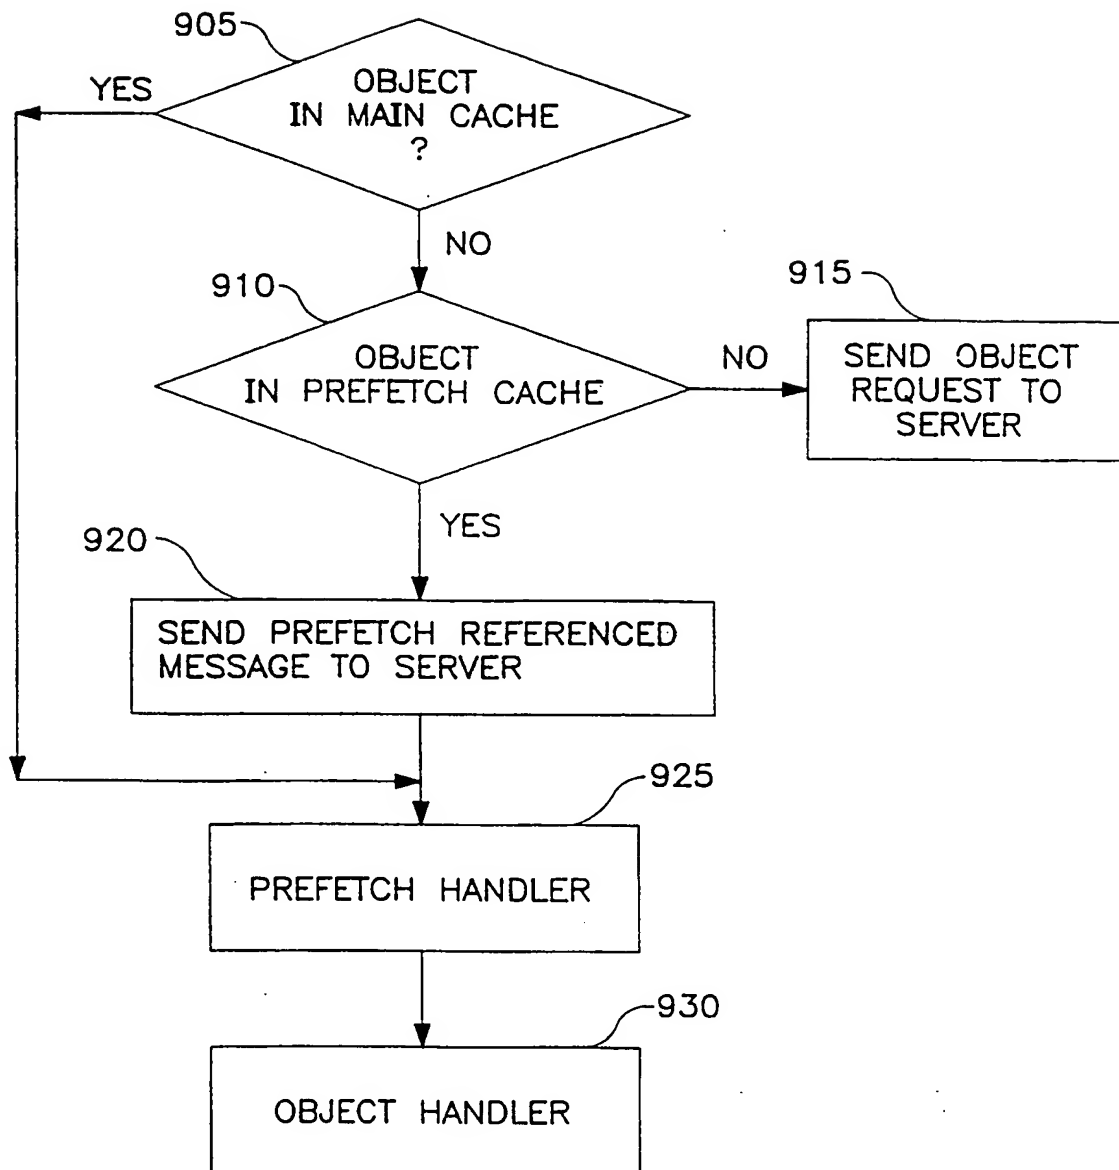 905
OBJECT
IN MAIN CACHE
?
YES
NO
910
OBJECT
IN PREFETCH CACHE
NO
915
SEND OBJECT
REQUEST TO
SERVER
YES
920
SEND PREFETCH REFERENCED
MESSAGE TO SERVER
925
PREFETCH HANDLER
930
OBJECT HANDLER